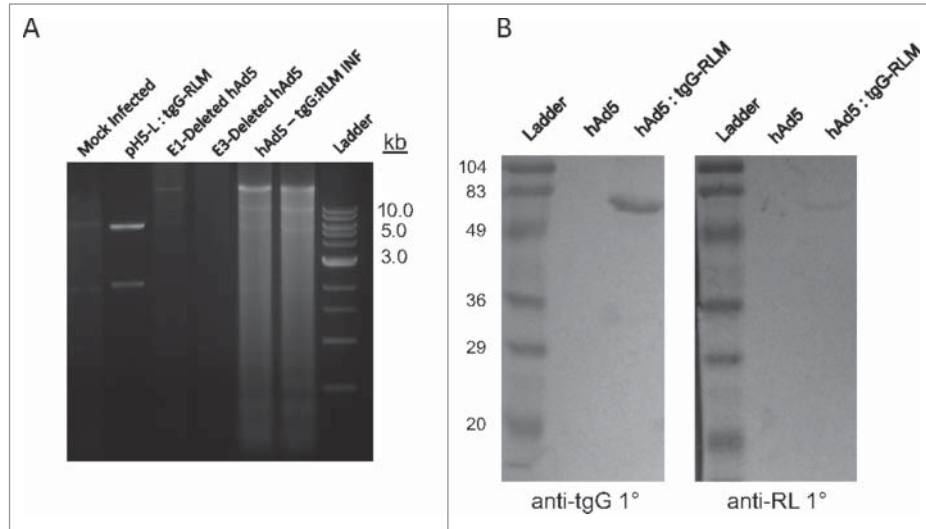 A
Mock Infected
pH5-L : tgG-RLM
E1-Deleted hAd5
E3-Deleted hAd5
hAd5 – tgG:RLM INF
Ladder
kb
10.0
5.0
3.0
B
Ladder
hAd5
hAd5 : tgG-RLM
104
83
49
36
29
20
anti-tgG 1°
Ladder
hAd5
hAd5 : tgG-RLM
anti-RL 1°